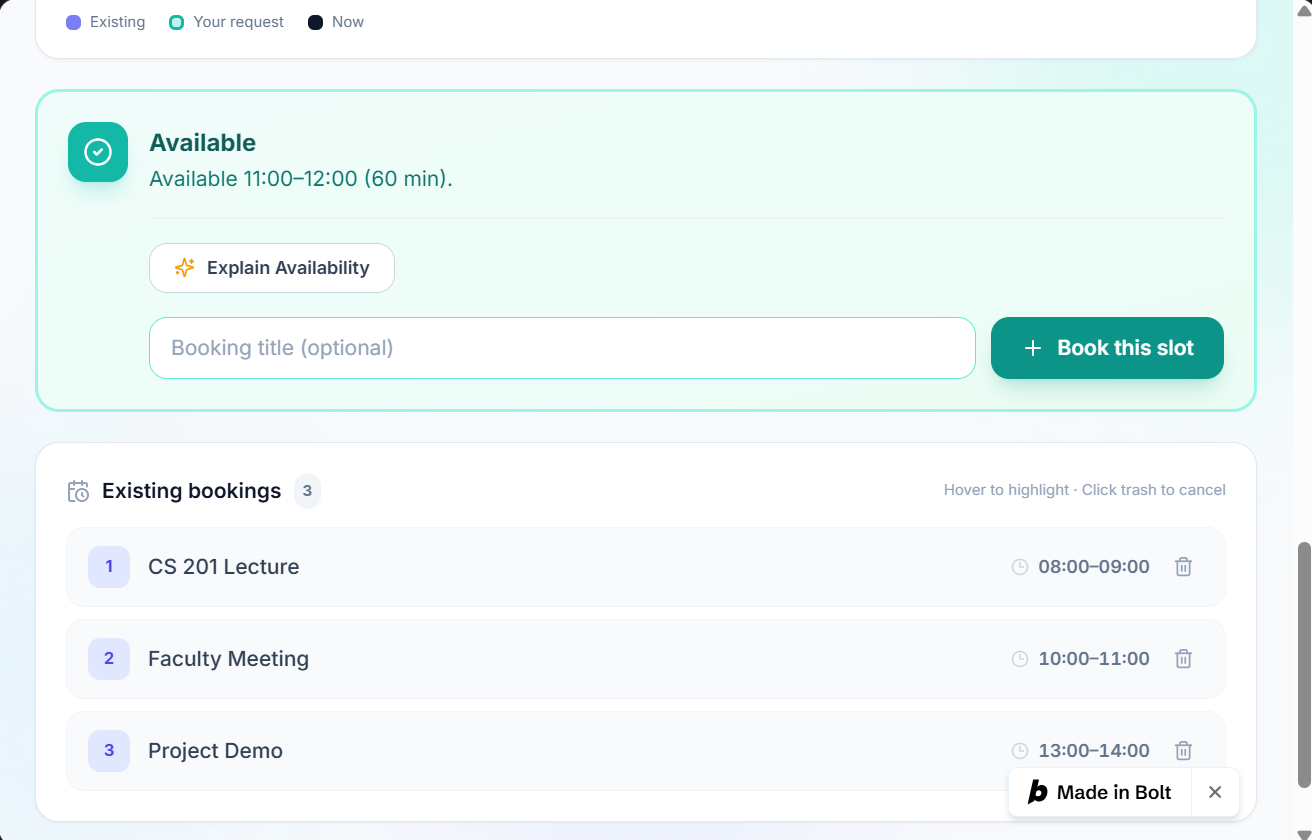 Existing Your request Now
Available
Available 11:00–12:00 (60 min).
Explain Availability
Booking title (optional)
+ Book this slot
Existing bookings 3
Hover to highlight · Click trash to cancel
1 CS 201 Lecture 08:00–09:00
2 Faculty Meeting 10:00–11:00
3 Project Demo 13:00–14:00
b Made in Bolt ×